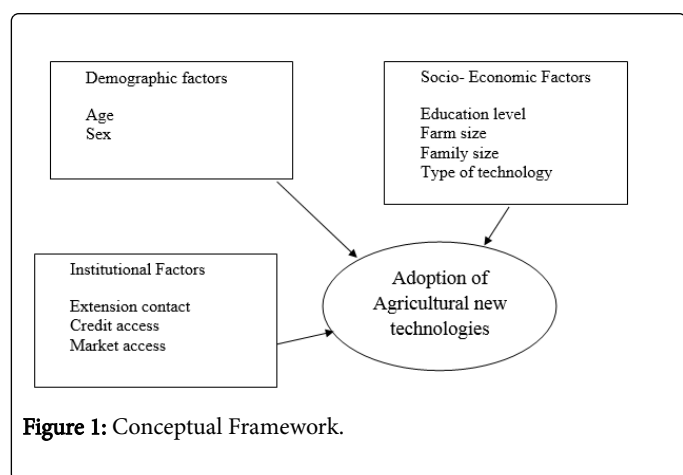 Demographic factors
Age
Sex
Socio- Economic Factors
Education level
Farm size
Family size
Type of technology
Institutional Factors
Extension contact
Credit access
Market access
Adoption of
Agricultural new
technologies
Figure 1: Conceptual Framework.